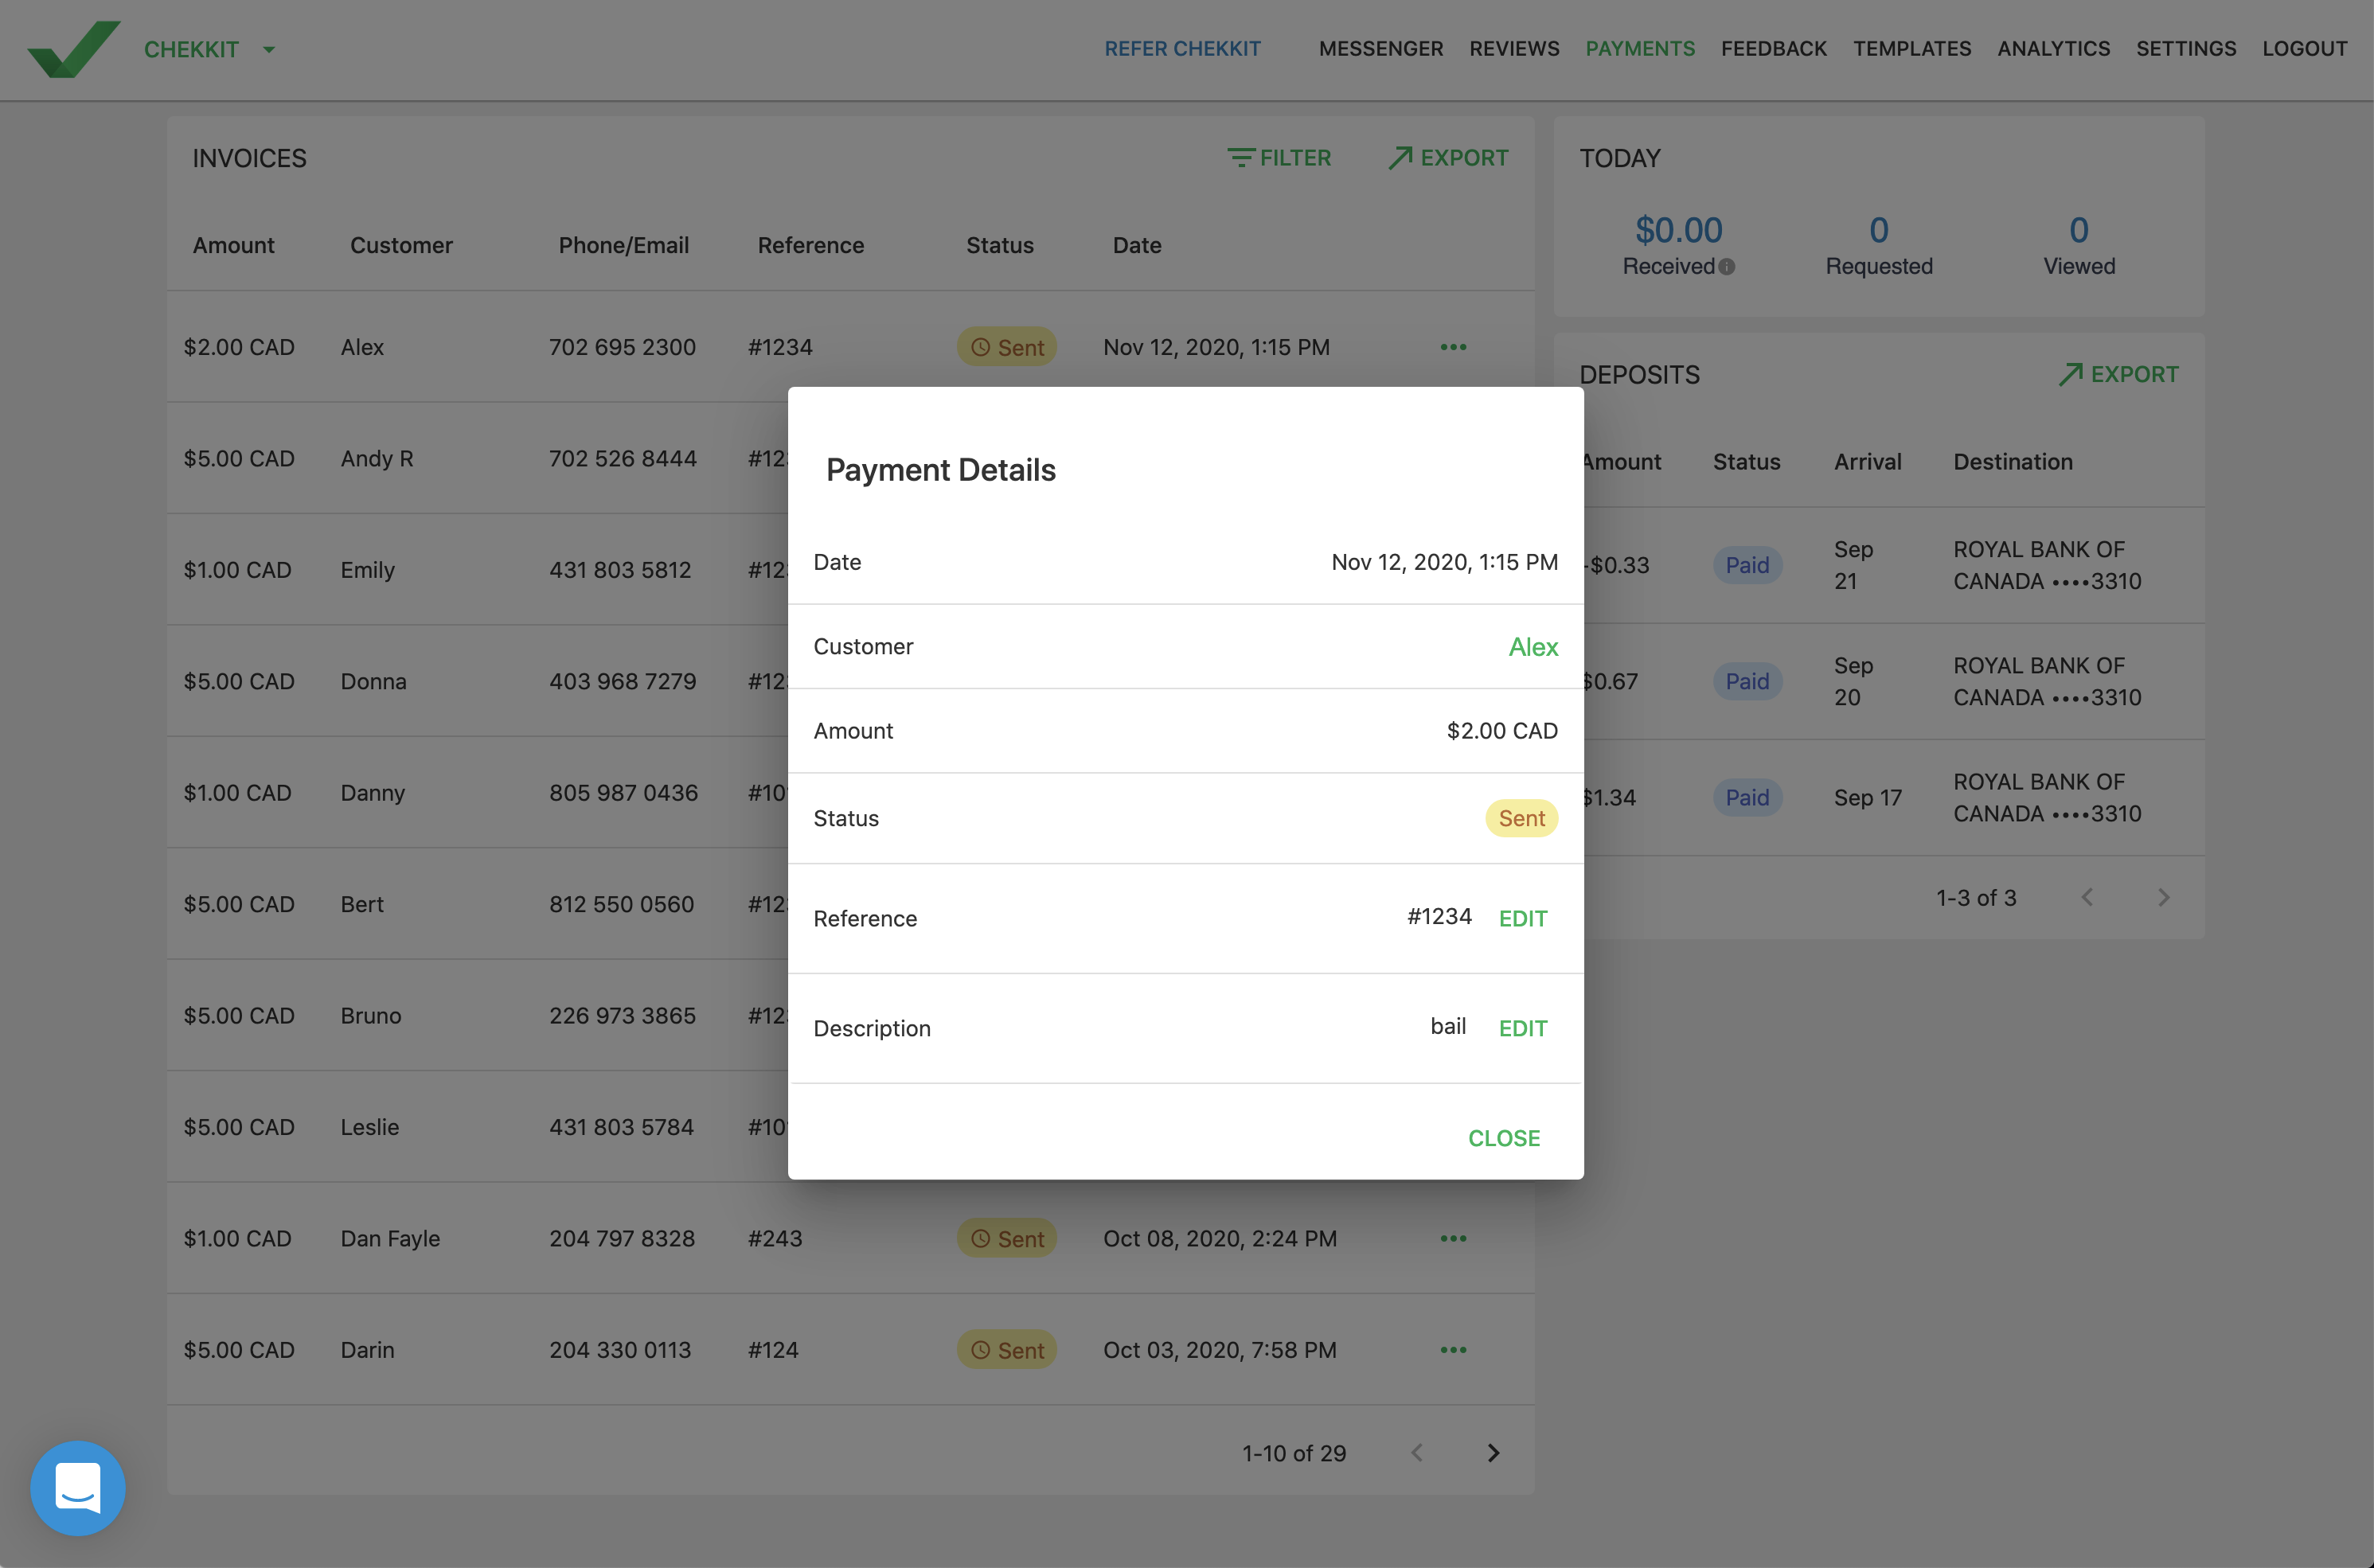 CHEKKIT
REFER CHEKKIT MESSENGER REVIEWS PAYMENTS FEEDBACK TEMPLATES ANALYTICS SETTINGS LOGOUT
INVOICES FILTER EXPORT
Amount Customer Phone/Email Reference Status Date
$2.00 CAD Alex 702 695 2300 #1234 Sent Nov 12, 2020, 1:15 PM
$5.00 CAD Andy R 702 526 8444 #12
$1.00 CAD Emily 431 803 5812 #12
$5.00 CAD Donna 403 968 7279 #12
$1.00 CAD Danny 805 987 0436 #10
$5.00 CAD Bert 812 550 0560 #12
$5.00 CAD Bruno 226 973 3865 #12
$5.00 CAD Leslie 431 803 5784 #10
$1.00 CAD Dan Fayle 204 797 8328 #243 Sent Oct 08, 2020, 2:24 PM
$5.00 CAD Darin 204 330 0113 #124 Sent Oct 03, 2020, 7:58 PM
1-10 of 29
Payment Details
Date Nov 12, 2020, 1:15 PM
Customer Alex
Amount $2.00 CAD
Status Sent
Reference #1234 EDIT
Description bail EDIT
CLOSE
TODAY
$0.00 0 0
Received Requested Viewed
DEPOSITS EXPORT
Amount Status Arrival Destination
-$0.33 Paid Sep 21 ROYAL BANK OF
CANADA ••••3310
$0.67 Paid Sep 20 ROYAL BANK OF
CANADA ••••3310
$1.34 Paid Sep 17 ROYAL BANK OF
CANADA ••••3310
1-3 of 3